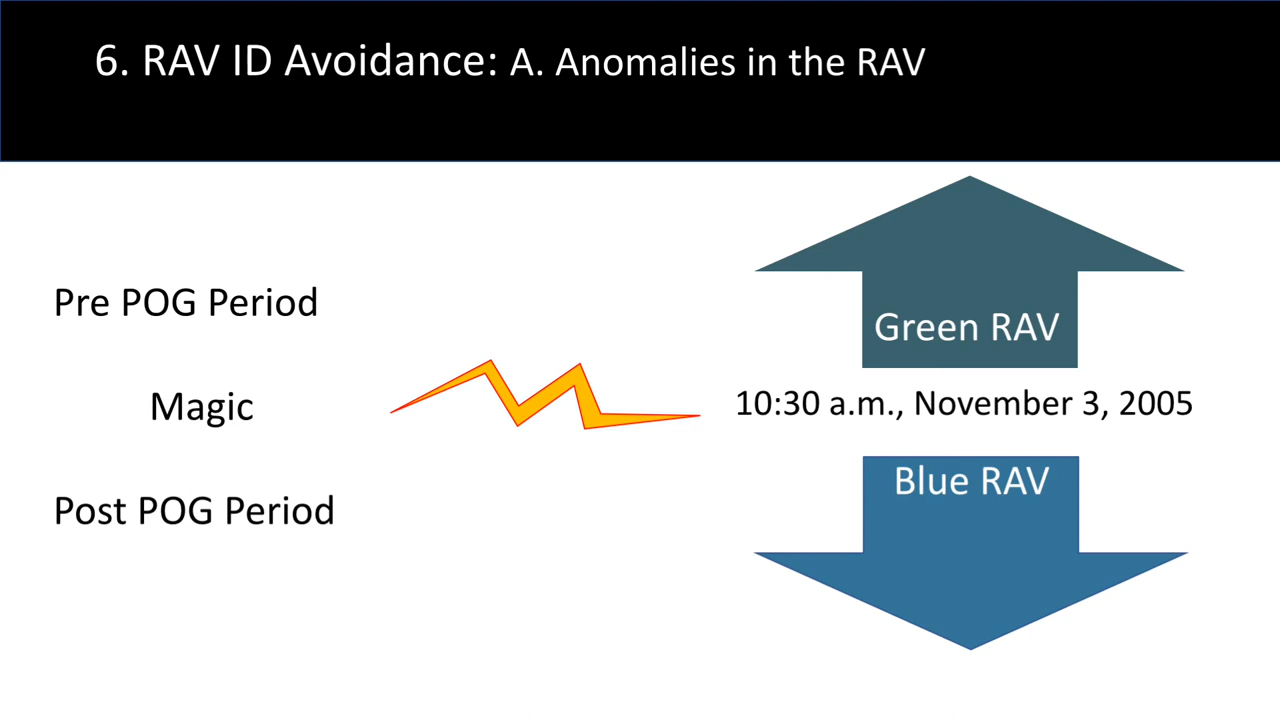 6. RAV ID Avoidance: A. Anomalies in the RAV
Pre POG Period
Green RAV
Magic
10:30 a.m., November 3, 2005
Post POG Period
Blue RAV